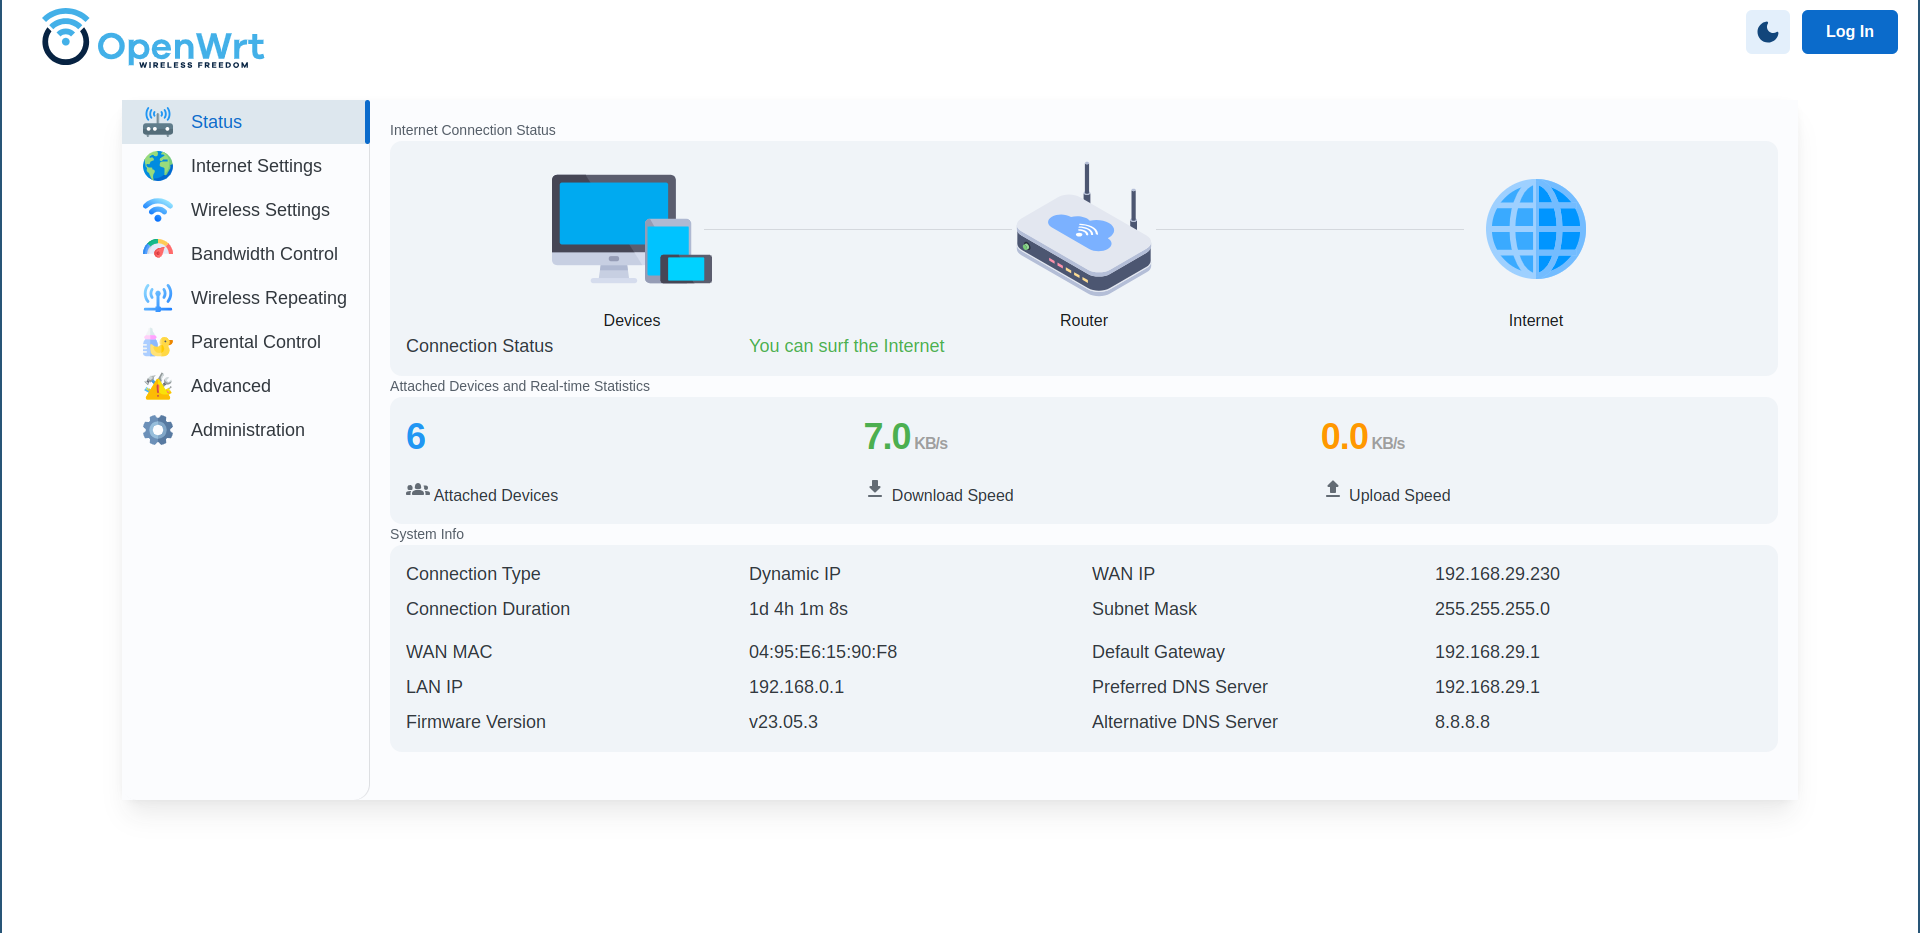 OpenWrt
WIRELESS FREEDOM
Log In
Status
Internet Settings
Wireless Settings
Bandwidth Control
Wireless Repeating
Parental Control
Advanced
Administration
Internet Connection Status
Devices
Router
Internet
Connection Status You can surf the Internet
Attached Devices and Real-time Statistics
6 7.0 KB/s 0.0 KB/s
Attached Devices Download Speed Upload Speed
System Info
Connection Type Dynamic IP WAN IP 192.168.29.230
Connection Duration 1d 4h 1m 8s Subnet Mask 255.255.255.0
WAN MAC 04:95:E6:15:90:F8 Default Gateway 192.168.29.1
LAN IP 192.168.0.1 Preferred DNS Server 192.168.29.1
Firmware Version v23.05.3 Alternative DNS Server 8.8.8.8